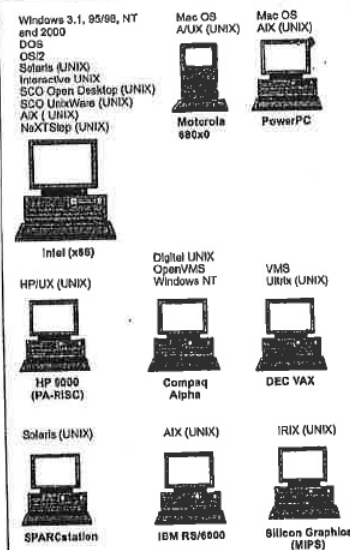 Windows 3.1, 95/98, NT
and 2000
DOS
OS/2
Solaris (UNIX)
Interactive UNIX
SCO Open Desktop (UNIX)
SCO UnixWare (UNIX)
AIX ( UNIX)
NeXTStep (UNIX)
Intel (x86)
Mac OS
A/UX (UNIX)
Motorola
680x0
Mac OS
AIX (UNIX)
PowerPC
HP/UX (UNIX)
HP 9000
(PA-RISC)
Digital UNIX
OpenVMS
Windows NT
Compaq
Alpha
VMS
Ultrix (UNIX)
DEC VAX
Solaris (UNIX)
SPARCstation
AIX (UNIX)
IBM RS/6000
IRIX (UNIX)
Silicon Graphics
(MIPS)